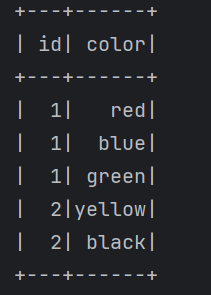 +---+------+
| id| color|
+---+------+
|  1|   red|
|  1|  blue|
|  1| green|
|  2|yellow|
|  2| black|
+---+------+